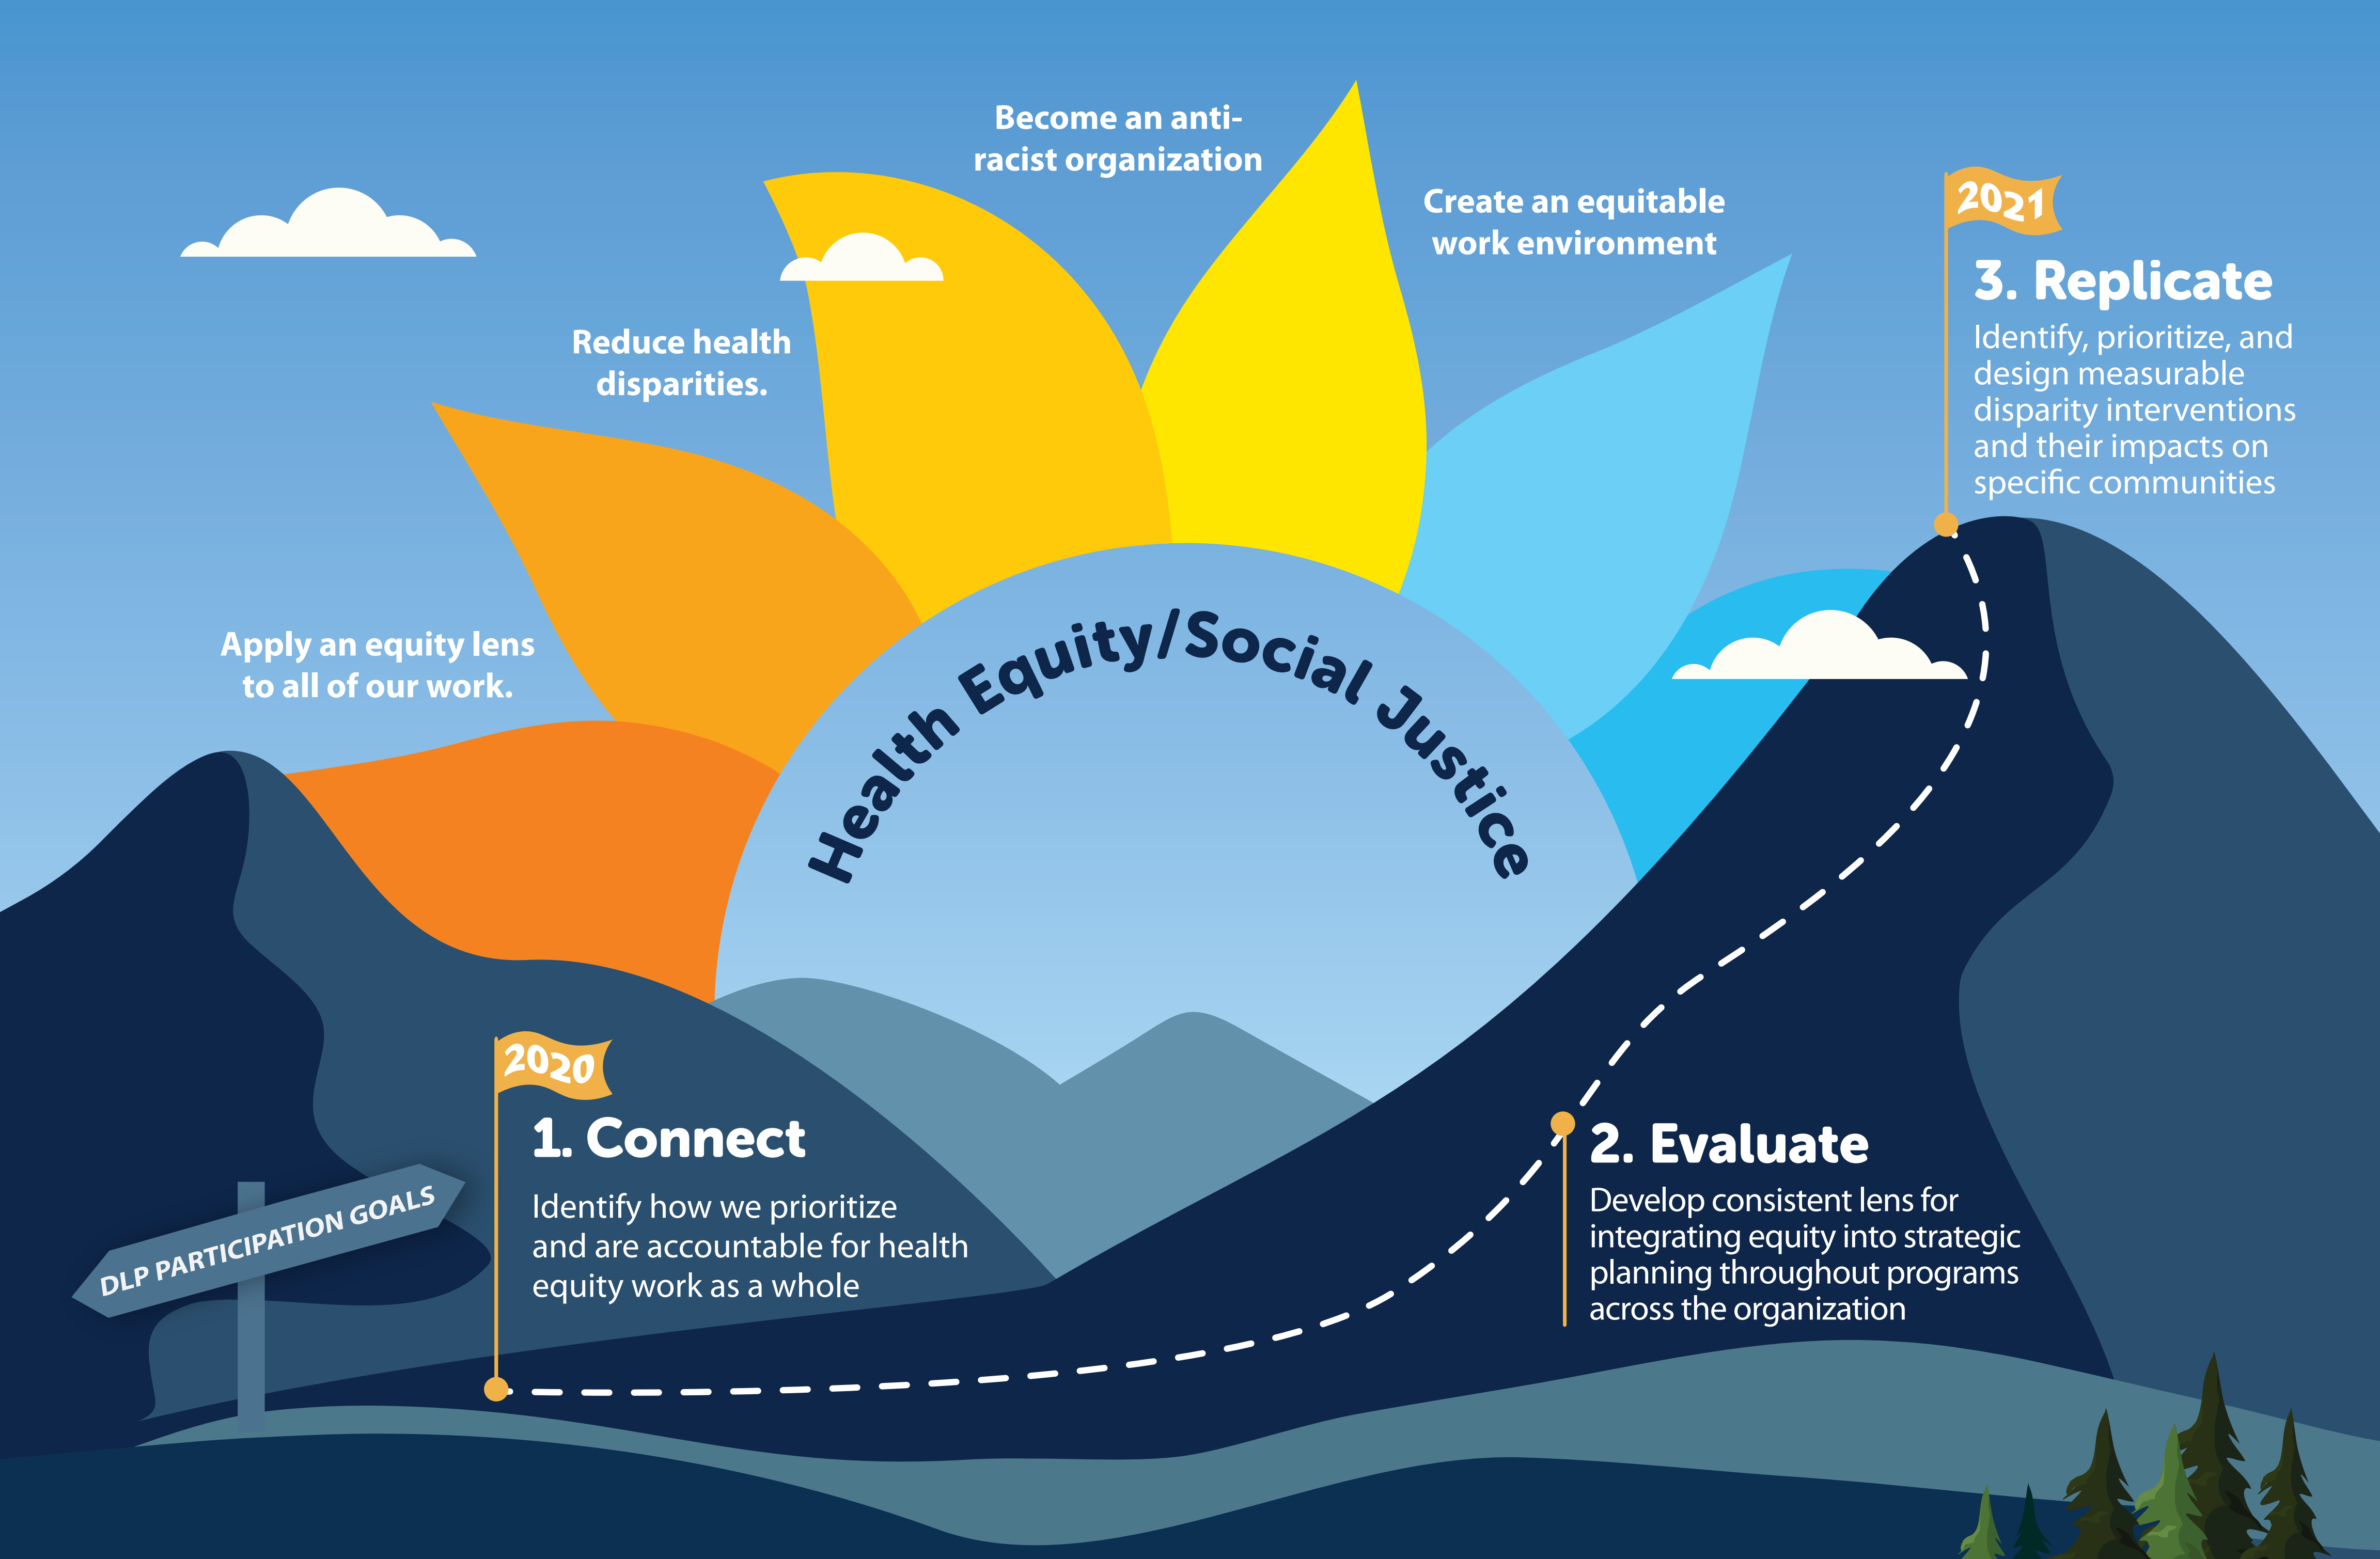 Become an anti-
racist organization
Create an equitable
work environment
Reduce health
disparities.
Apply an equity lens
to all of our work.
Health Equity/Social Justice
2021
3. Replicate
Identify, prioritize, and
design measurable
disparity interventions
and their impacts on
specific communities
2020
1. Connect
Identify how we prioritize
and are accountable for health
equity work as a whole
2. Evaluate
Develop consistent lens for
integrating equity into strategic
planning throughout programs
across the organization
DLP PARTICIPATION GOALS